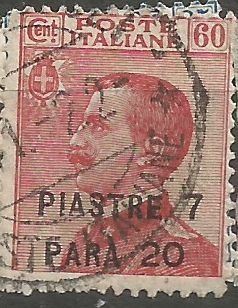 POSTE
Cent. ITALIANE 60
PIASTRE 7
PARA 20